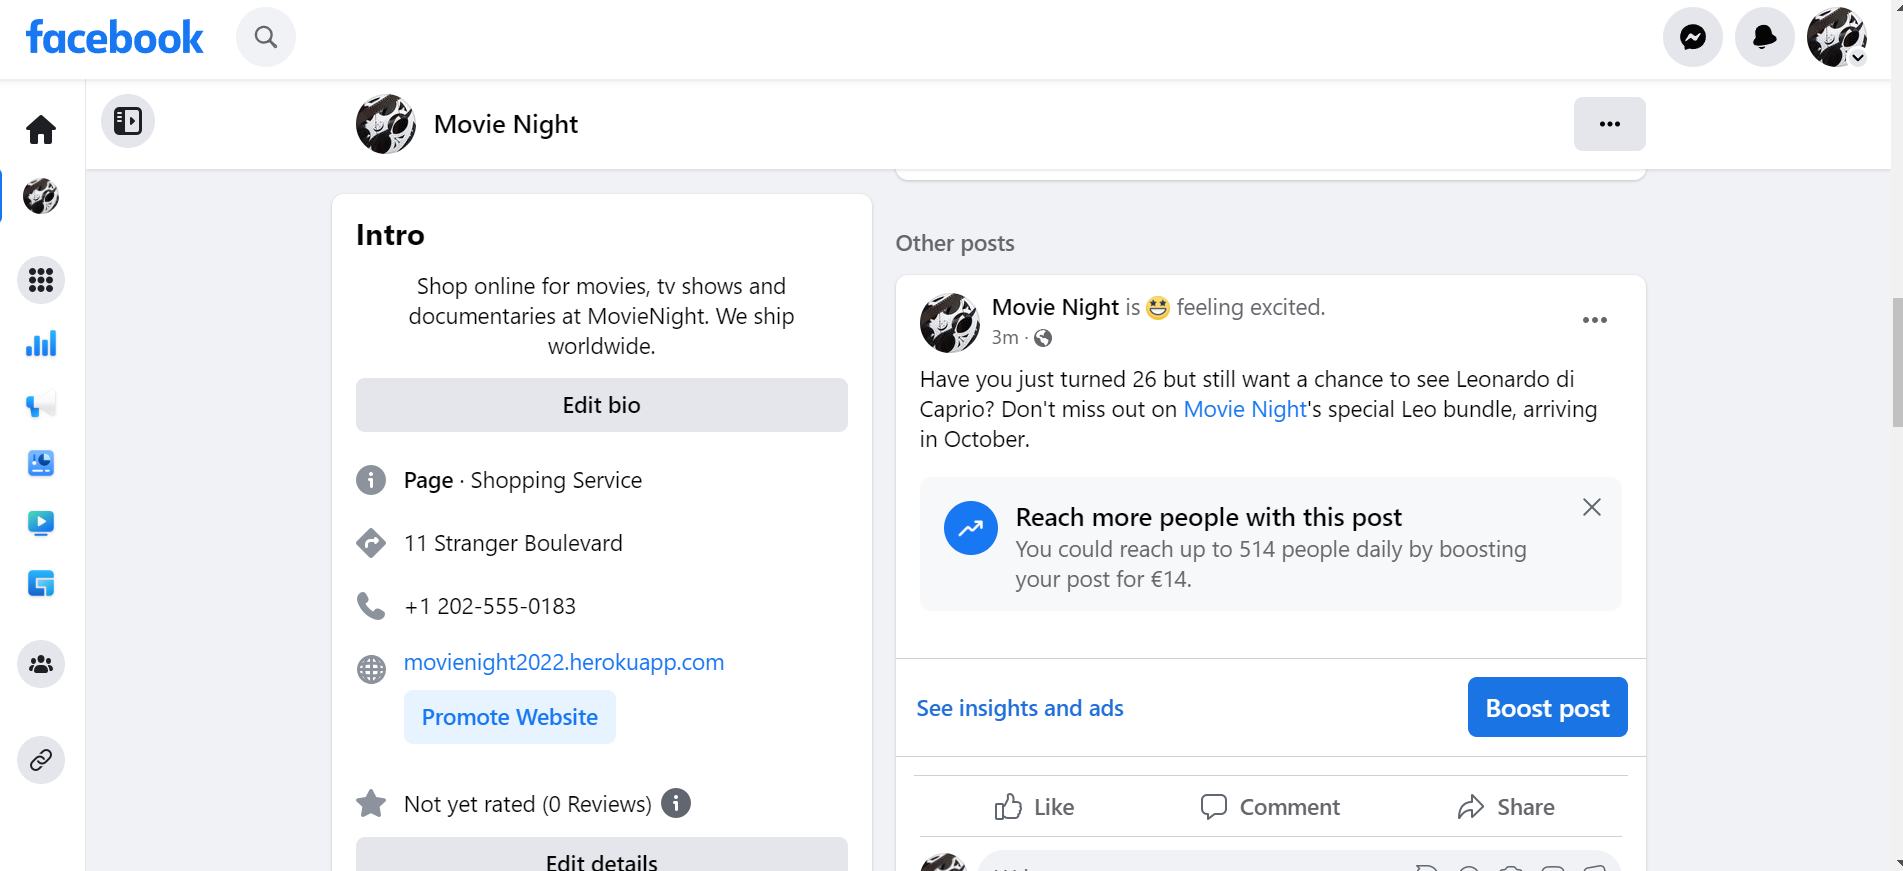 facebook
Movie Night
Intro
Shop online for movies, tv shows and
documentaries at MovieNight. We ship
worldwide.
Edit bio
Page · Shopping Service
11 Stranger Boulevard
+1 202-555-0183
movienight2022.herokuapp.com
Promote Website
Not yet rated (0 Reviews)
Edit details
Other posts
Movie Night is 🤩 feeling excited.
3m ·
Have you just turned 26 but still want a chance to see Leonardo di
Caprio? Don't miss out on Movie Night's special Leo bundle, arriving
in October.
Reach more people with this post
You could reach up to 514 people daily by boosting
your post for €14.
See insights and ads
Boost post
Like
Comment
Share